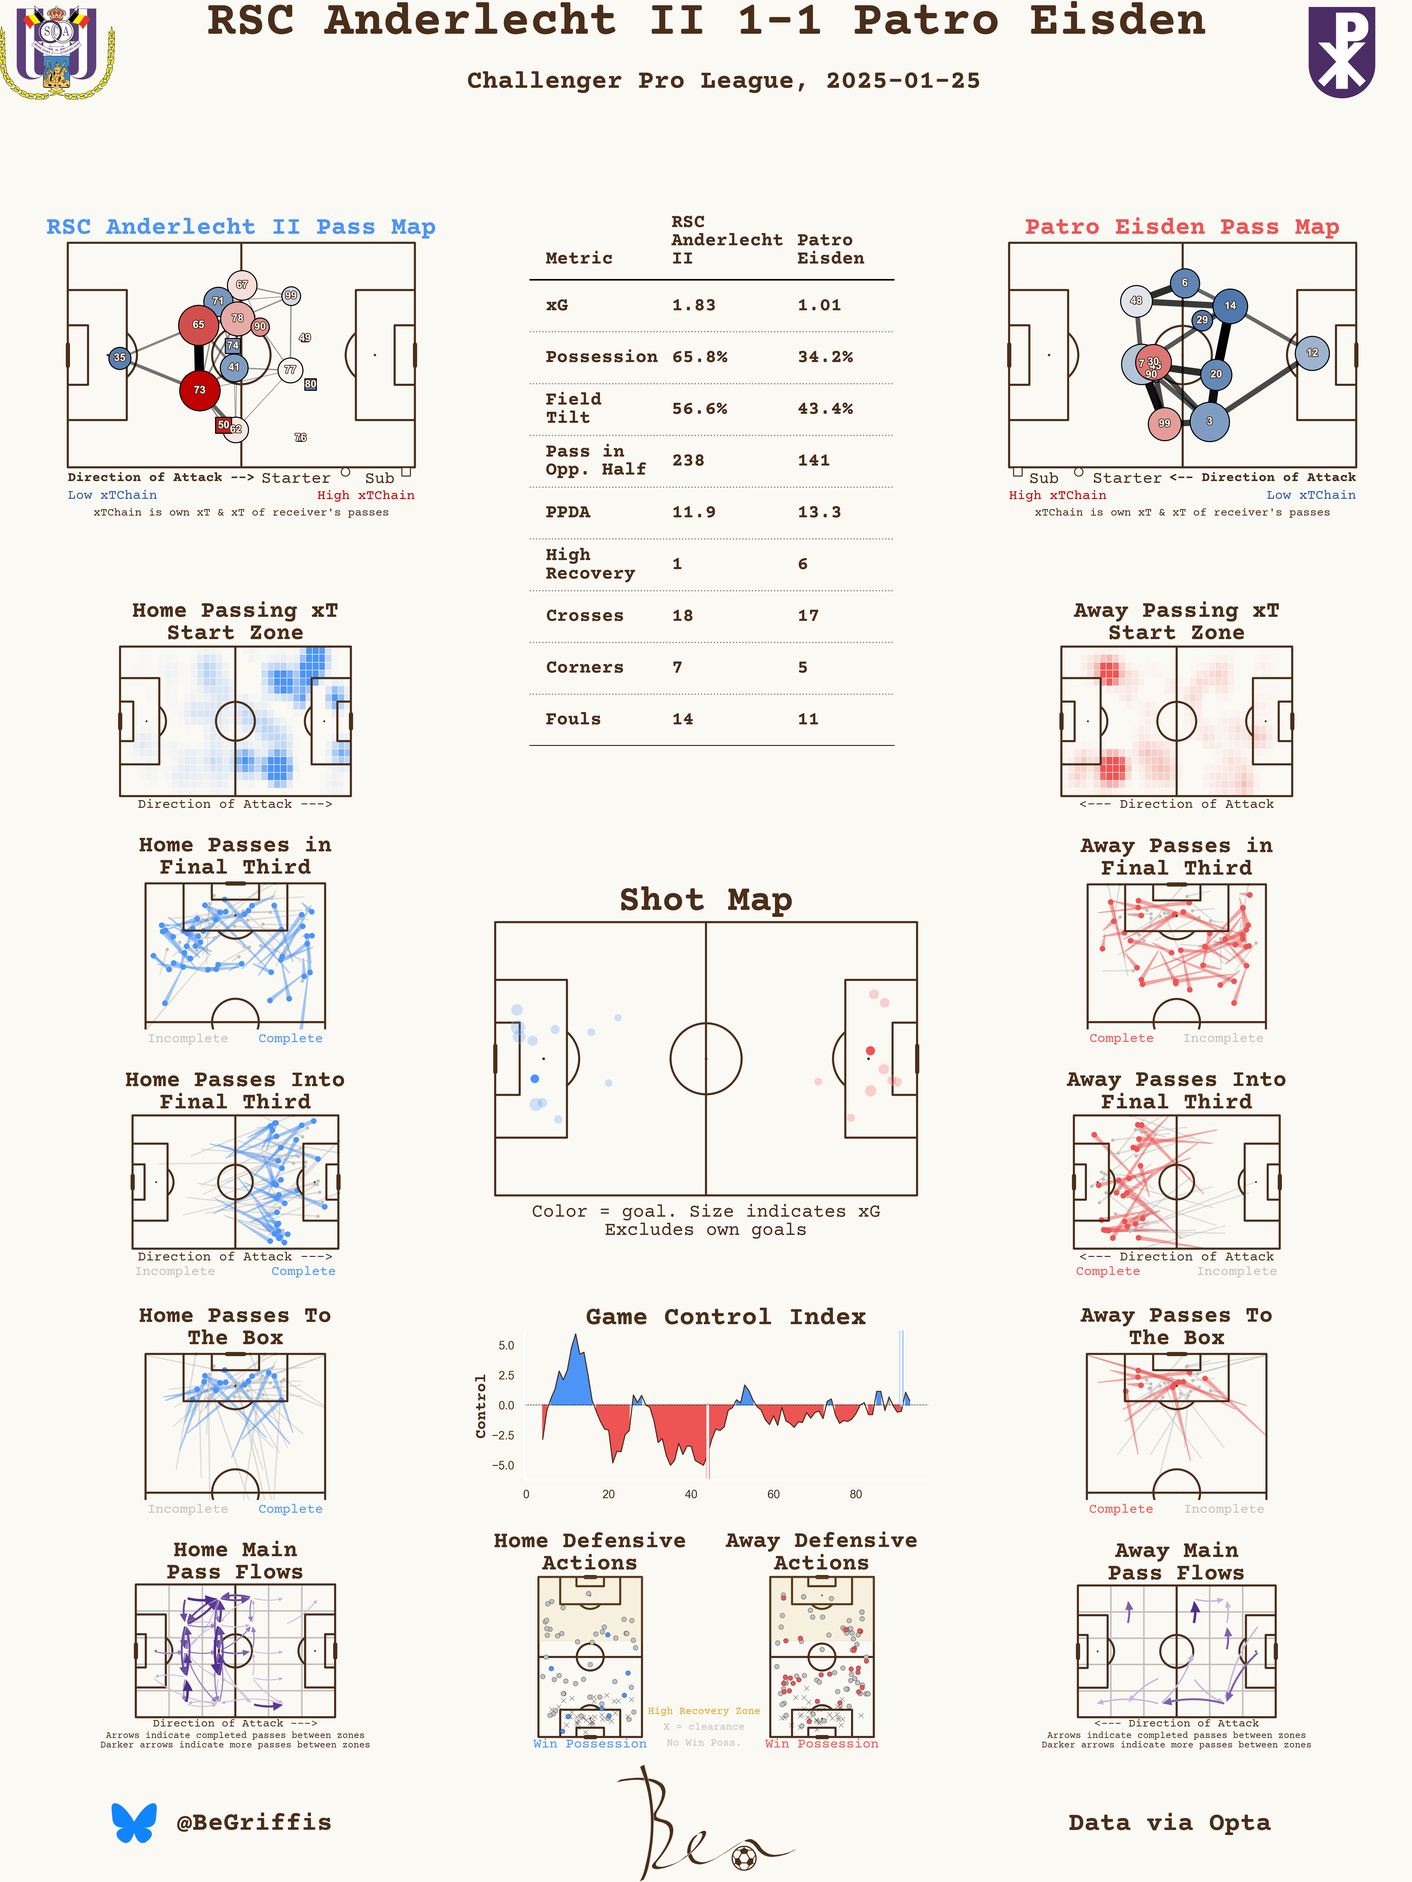 RSC Anderlecht II 1-1 Patro Eisden
Challenger Pro League, 2025-01-25
RSC Anderlecht II Pass Map
67
99
71
78
65
90
49
74
35
41
77
80
73
50
62
76
Direction of Attack --> Starter Sub
Low xTChain High xTChain
xTChain is own xT & xT of receiver's passes
Metric RSC Anderlecht II Patro Eisden
xG 1.83 1.01
Possession 65.8% 34.2%
Field Tilt 56.6% 43.4%
Pass in Opp. Half 238 141
PPDA 11.9 13.3
High Recovery 1 6
Crosses 18 17
Corners 7 5
Fouls 14 11
Patro Eisden Pass Map
6
48
14
29
12
7
30
90
20
99
3
Sub Starter <-- Direction of Attack
High xTChain Low xTChain
xTChain is own xT & xT of receiver's passes
Home Passing xT
Start Zone
Direction of Attack --->
Away Passing xT
Start Zone
<--- Direction of Attack
Home Passes in
Final Third
Incomplete Complete
Away Passes in
Final Third
Complete Incomplete
Shot Map
Color = goal. Size indicates xG
Excludes own goals
Home Passes Into
Final Third
Direction of Attack --->
Incomplete Complete
Away Passes Into
Final Third
<--- Direction of Attack
Complete Incomplete
Home Passes To
The Box
Incomplete Complete
Game Control Index
Control
5.0
2.5
0.0
−2.5
−5.0
0 20 40 60 80
Away Passes To
The Box
Complete Incomplete
Home Main
Pass Flows
Direction of Attack --->
Arrows indicate completed passes between zones
Darker arrows indicate more passes between zones
Home Defensive
Actions
Win Possession
High Recovery Zone
X = clearance
No Win Poss.
Away Defensive
Actions
Win Possession
Away Main
Pass Flows
<--- Direction of Attack
Arrows indicate completed passes between zones
Darker arrows indicate more passes between zones
@BeGriffis
Ben
Data via Opta